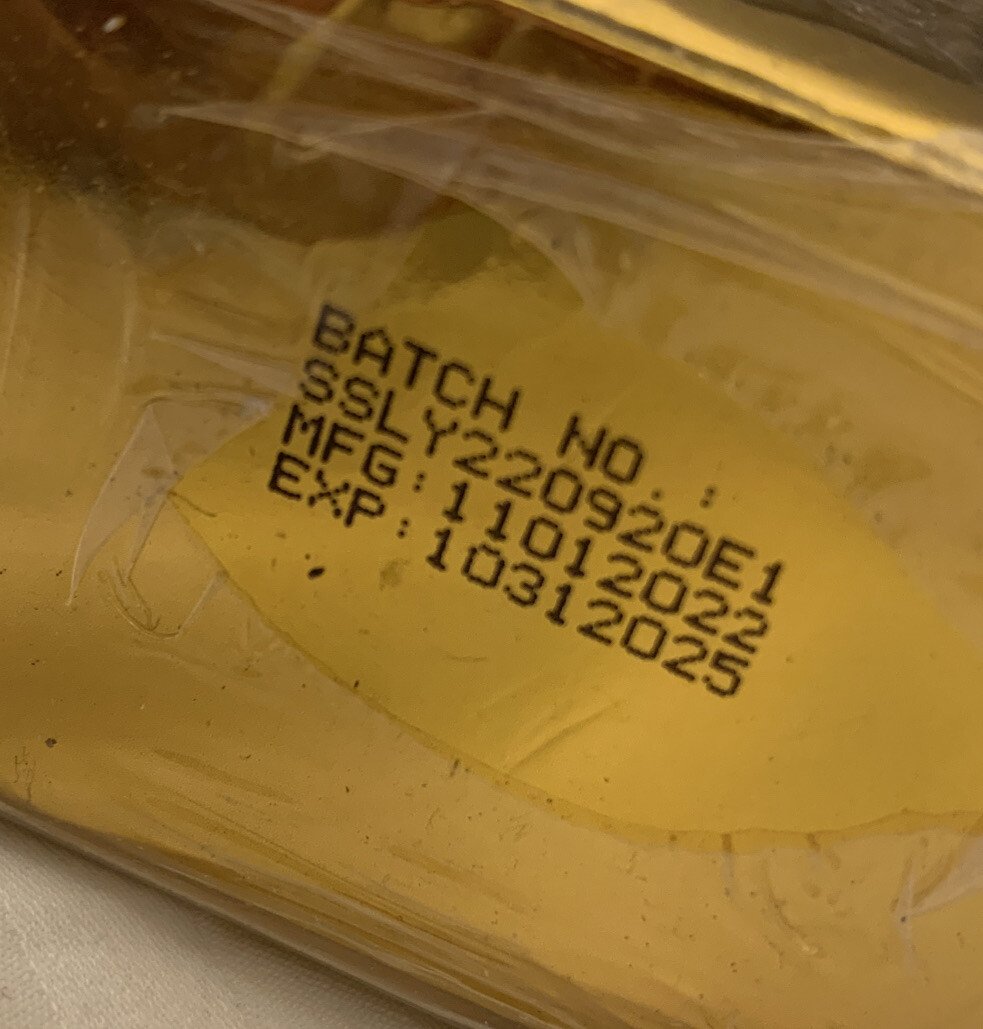 BATCH NO. :
SSLY220920E1
MFG:11012022
EXP:10312025